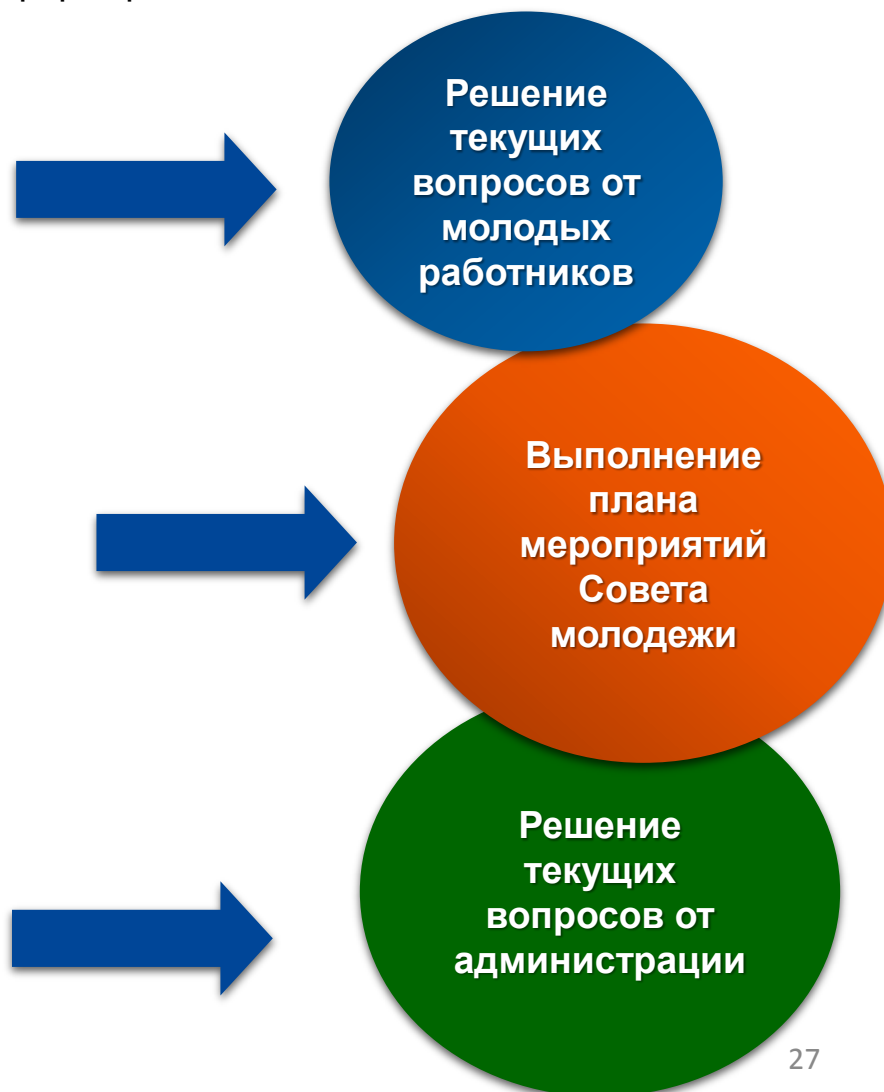 Решение
текущих
вопросов от
молодых
работников
Выполнение
плана
мероприятий
Совета
молодежи
Решение
текущих
вопросов от
администрации
27